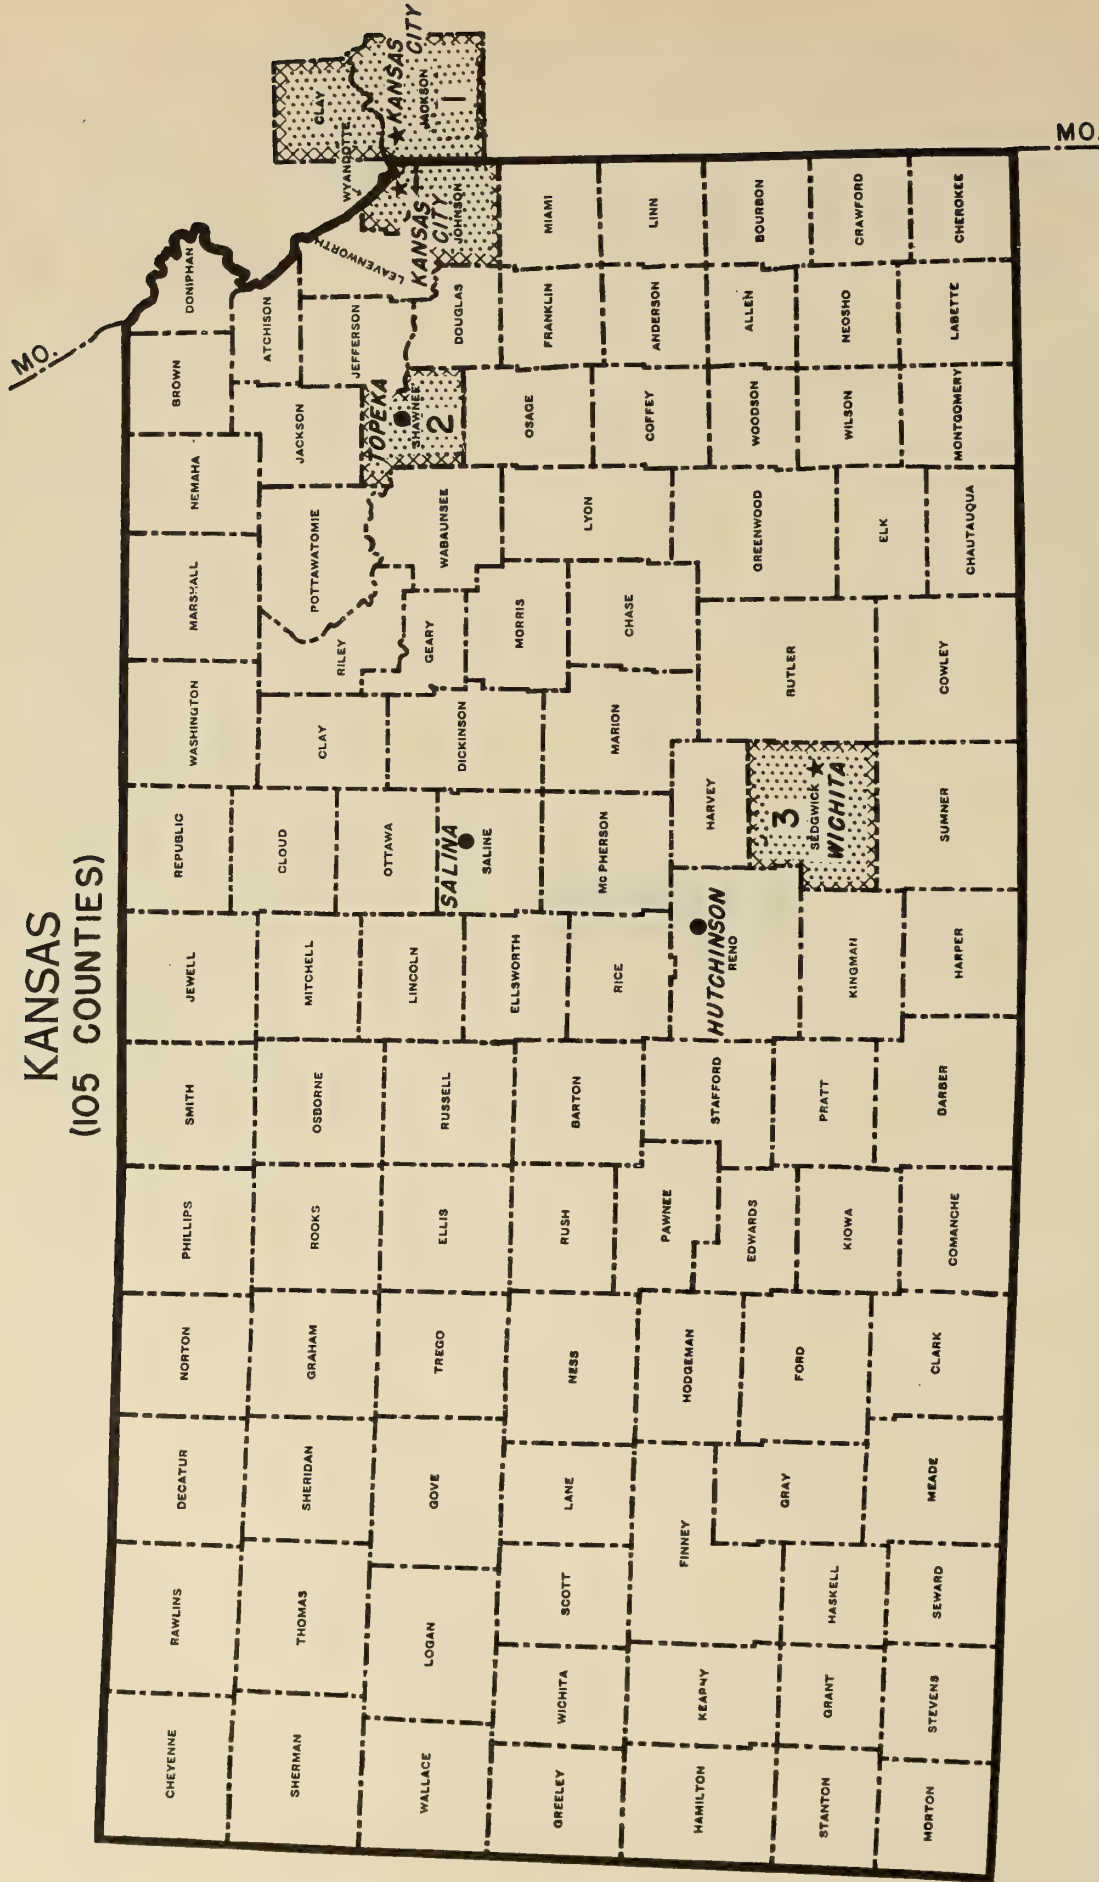 KANSAS
(105 COUNTIES)
MO.
CHEYENNE
RAWLINS
DECATUR
NORTON
PHILLIPS
SMITH
JEWELL
REPUBLIC
WASHINGTON
MARSHALL
NEMAHA
BROWN
DONIPHAN
SHERMAN
THOMAS
SHERIDAN
GRAHAM
ROOKS
OSBORNE
MITCHELL
CLOUD
CLAY
RILEY
POTTAWATOMIE
JACKSON
ATCHISON
JEFFERSON
LEAVENWORTH
WYANDOTTE
CLAY
WALLACE
LOGAN
GOVE
TREGO
ELLIS
RUSSELL
LINCOLN
OTTAWA
SALINA
SALINE
DICKINSON
GEARY
WABAUNSEE
TOPEKA
SHAWNEE
2
DOUGLAS
KANSAS
CITY
JOHNSON
KANSAS
CITY
JACKSON
1
GREELEY
WICHITA
SCOTT
LANE
NESS
RUSH
BARTON
ELLSWORTH
RICE
MC PHERSON
MARION
MORRIS
CHASE
LYON
OSAGE
COFFEY
FRANKLIN
ANDERSON
MIAMI
LINN
HAMILTON
KEARNY
FINNEY
HODGEMAN
PAWNEE
EDWARDS
STAFFORD
HUTCHINSON
RENO
HARVEY
3
SEDGWICK
WICHITA
BUTLER
GREENWOOD
WOODSON
ALLEN
BOURBON
STANTON
GRANT
HASKELL
GRAY
FORD
KIOWA
PRATT
KINGMAN
ELK
WILSON
NEOSHO
CRAWFORD
MORTON
STEVENS
SEWARD
MEADE
CLARK
COMANCHE
BARBER
HARPER
SUMNER
COWLEY
CHAUTAUQUA
MONTGOMERY
LABETTE
CHEROKEE
MO.